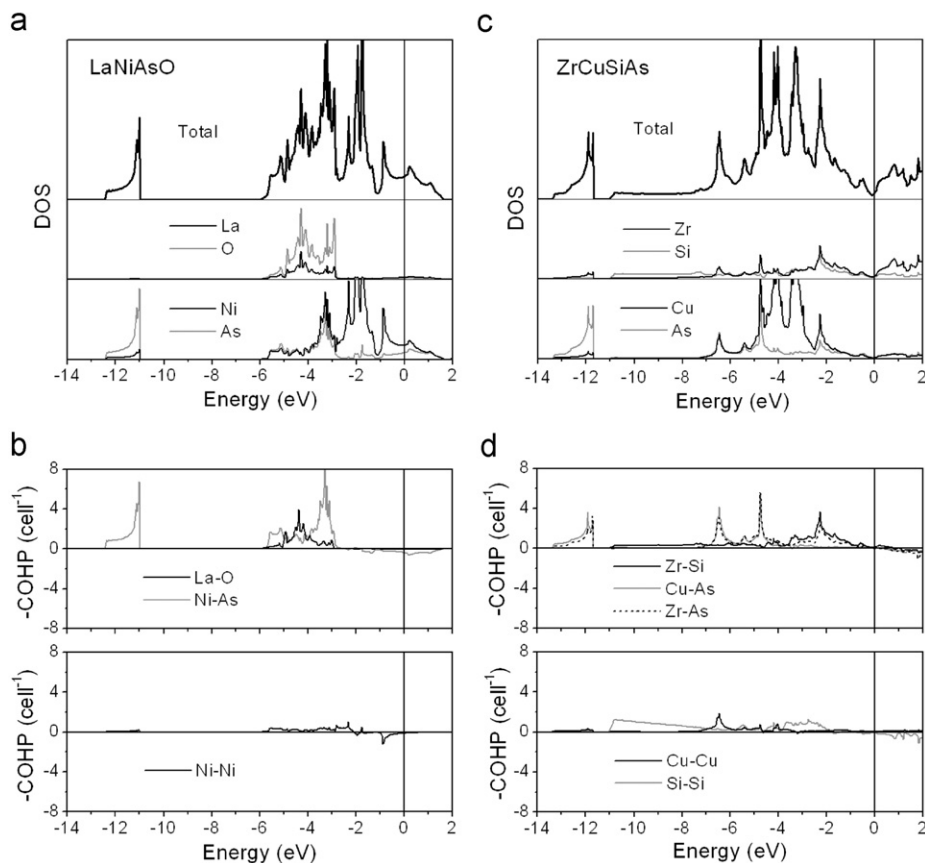 a
LaNiAsO
Total
DOS
La
O
Ni
As
-14 -12 -10 -8 -6 -4 -2 0 2
Energy (eV)
c
ZrCuSiAs
Total
DOS
Zr
Si
Cu
As
-14 -12 -10 -8 -6 -4 -2 0 2
Energy (eV)
b
8
4
0
-4
-8
-COHP (cell⁻¹)
La-O
Ni-As
8
4
0
-4
-8
-COHP (cell⁻¹)
Ni-Ni
-14 -12 -10 -8 -6 -4 -2 0 2
Energy (eV)
d
8
4
0
-4
-8
-COHP (cell⁻¹)
Zr-Si
Cu-As
Zr-As
8
4
0
-4
-8
-COHP (cell⁻¹)
Cu-Cu
Si-Si
-14 -12 -10 -8 -6 -4 -2 0 2
Energy (eV)